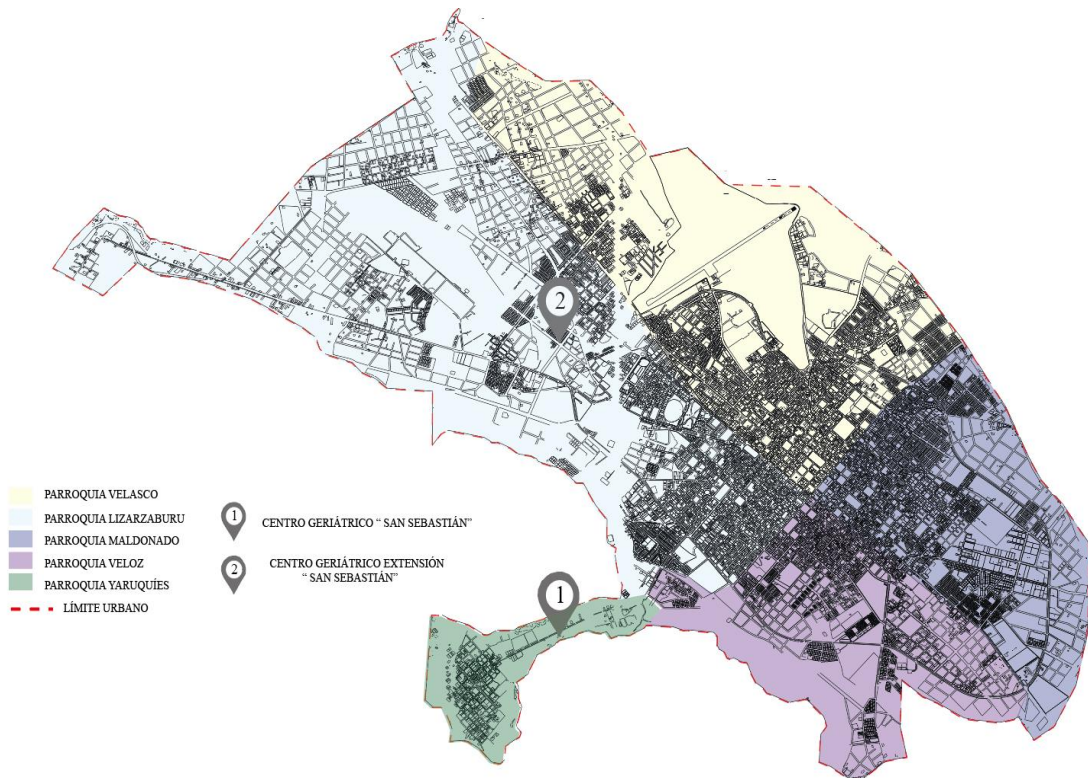 2
PARROQUIA VELASCO
PARROQUIA LIZARZABURU
PARROQUIA MALDONADO
PARROQUIA VELOZ
PARROQUIA YARUQUÍES
LÍMITE URBANO
1
CENTRO GERIÁTRICO “ SAN SEBASTIÁN”
2
CENTRO GERIÁTRICO EXTENSIÓN
“ SAN SEBASTIÁN”
1